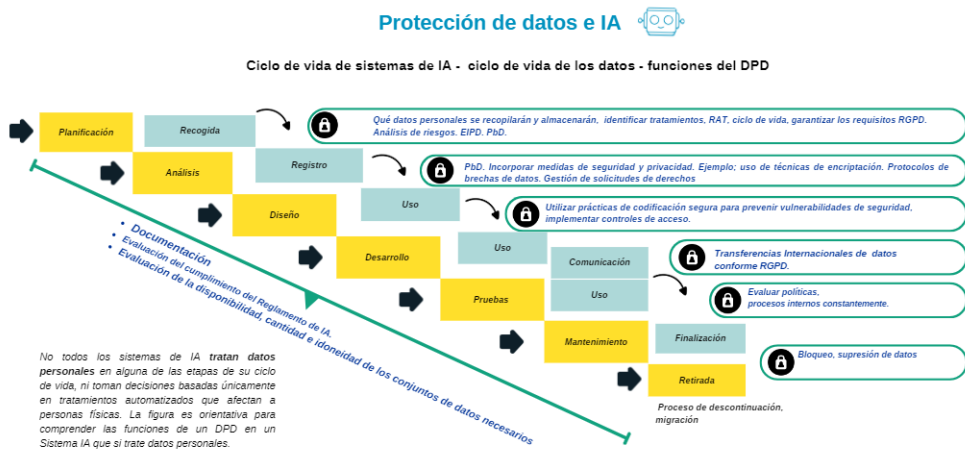 Protección de datos e IA
Ciclo de vida de sistemas de IA - ciclo de vida de los datos - funciones del DPD
Planificación
Recogida
Qué datos personales se recopilarán y almacenarán, identificar tratamientos, RAT, ciclo de vida, garantizar los requisitos RGPD.
Análisis de riesgos. EIPD. PbD.
Análisis
Registro
PbD. Incorporar medidas de seguridad y privacidad. Ejemplo; uso de técnicas de encriptación. Protocolos de
brechas de datos. Gestión de solicitudes de derechos
Diseño
Uso
Utilizar prácticas de codificación segura para prevenir vulnerabilidades de seguridad,
implementar controles de acceso.
Desarrollo
Uso
Comunicación
Transferencias Internacionales de datos
conforme RGPD.
Pruebas
Uso
Evaluar políticas,
procesos internos constantemente.
Mantenimiento
Finalización
Bloqueo, supresión de datos
Retirada
Proceso de descontinuación,
migración
• Documentación
• Evaluación del cumplimiento del Reglamento de IA.
• Evaluación de la disponibilidad, cantidad e idoneidad de los conjuntos de datos necesarios
No todos los sistemas de IA tratan datos
personales en alguna de las etapas de su ciclo
de vida, ni toman decisiones basadas únicamente
en tratamientos automatizados que afectan a
personas físicas. La figura es orientativa para
comprender las funciones de un DPD en un
Sistema IA que si trate datos personales.